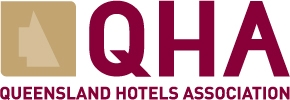 QHA
QUEENSLAND HOTELS ASSOCIATION